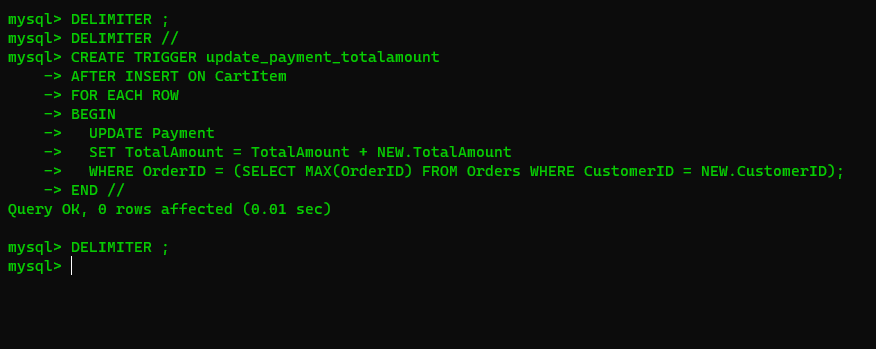 mysql> DELIMITER ;
mysql> DELIMITER //
mysql> CREATE TRIGGER update_payment_totalamount
    -> AFTER INSERT ON CartItem
    -> FOR EACH ROW
    -> BEGIN
    ->   UPDATE Payment
    ->   SET TotalAmount = TotalAmount + NEW.TotalAmount
    ->   WHERE OrderID = (SELECT MAX(OrderID) FROM Orders WHERE CustomerID = NEW.CustomerID);
    -> END //
Query OK, 0 rows affected (0.01 sec)

mysql> DELIMITER ;
mysql>